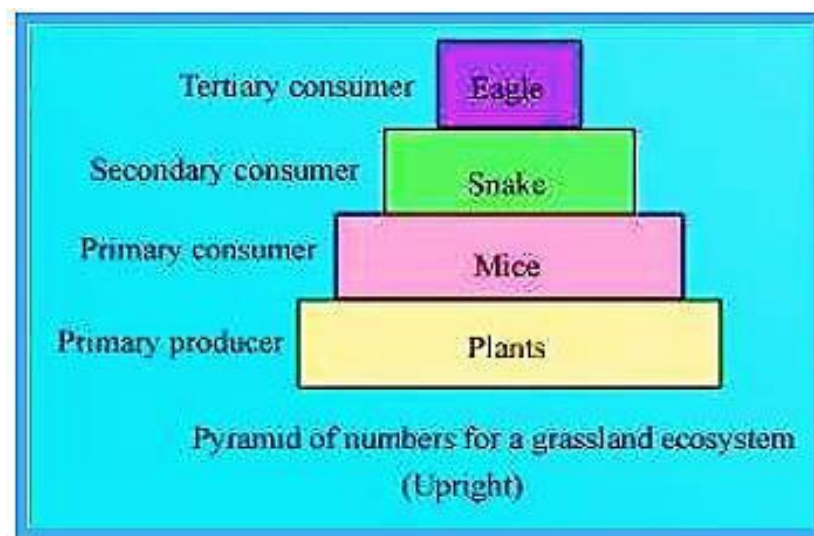 Tertiary consumer Eagle
Secondary consumer Snake
Primary consumer Mice
Primary producer Plants
Pyramid of numbers for a grassland ecosystem
(Upright)